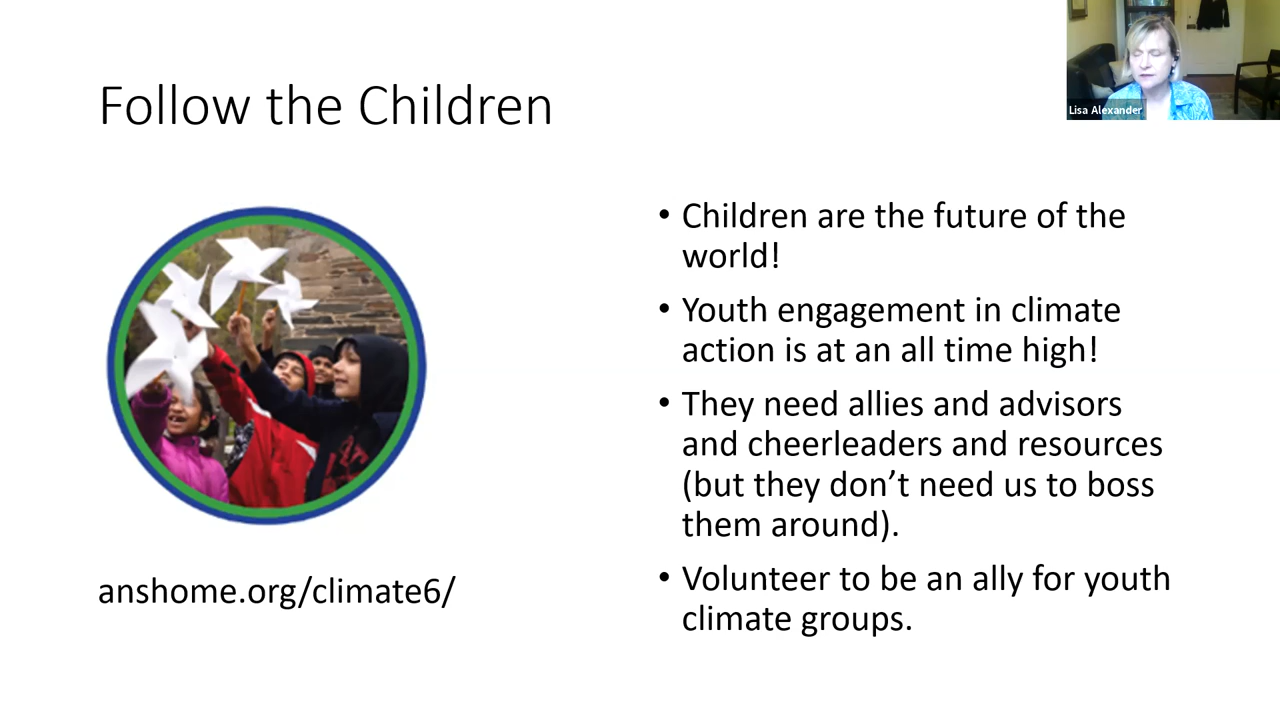 Follow the Children
Lisa Alexander
• Children are the future of the
world!
• Youth engagement in climate
action is at an all time high!
• They need allies and advisors
and cheerleaders and resources
(but they don’t need us to boss
them around).
• Volunteer to be an ally for youth
climate groups.
anshome.org/climate6/